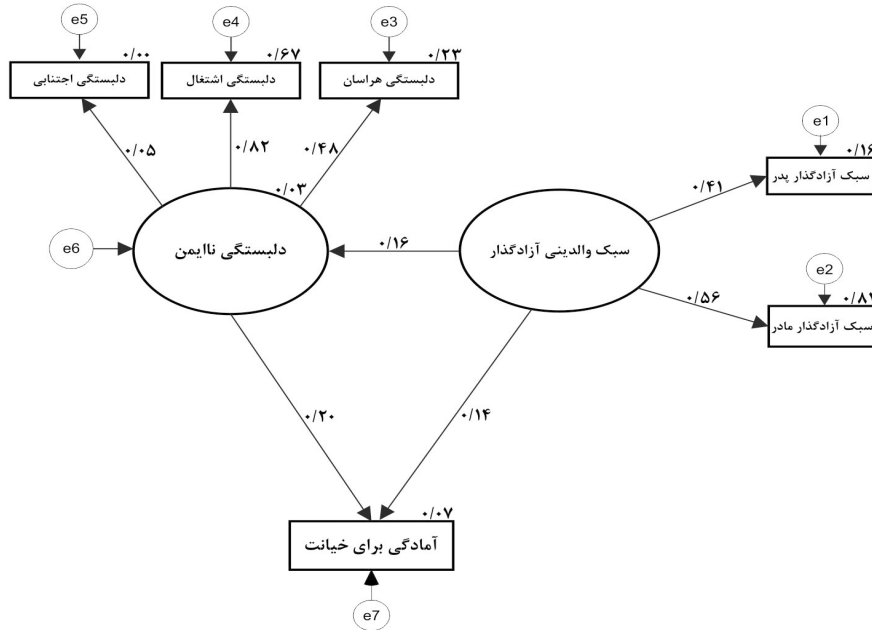 e5
e4
e3
۰/۰۰
۰/۶۷
۰/۲۳
دلبستگی اجتنابی
دلبستگی اشتغال
دلبستگی هراسان
e1
۰/۱۶
سبک آزادگذار پدر
۰/۰۵
۰/۸۲
۰/۴۸
۰/۰۳
۰/۴۱
e6
دلبستگی ناایمن
۰/۱۶
سبک والدینی آزادگذار
e2
۰/۵۶
سبک آزادگذار مادر
۰/۲۰
۰/۱۴
۰/۰۷
آمادگی برای خیانت
e7